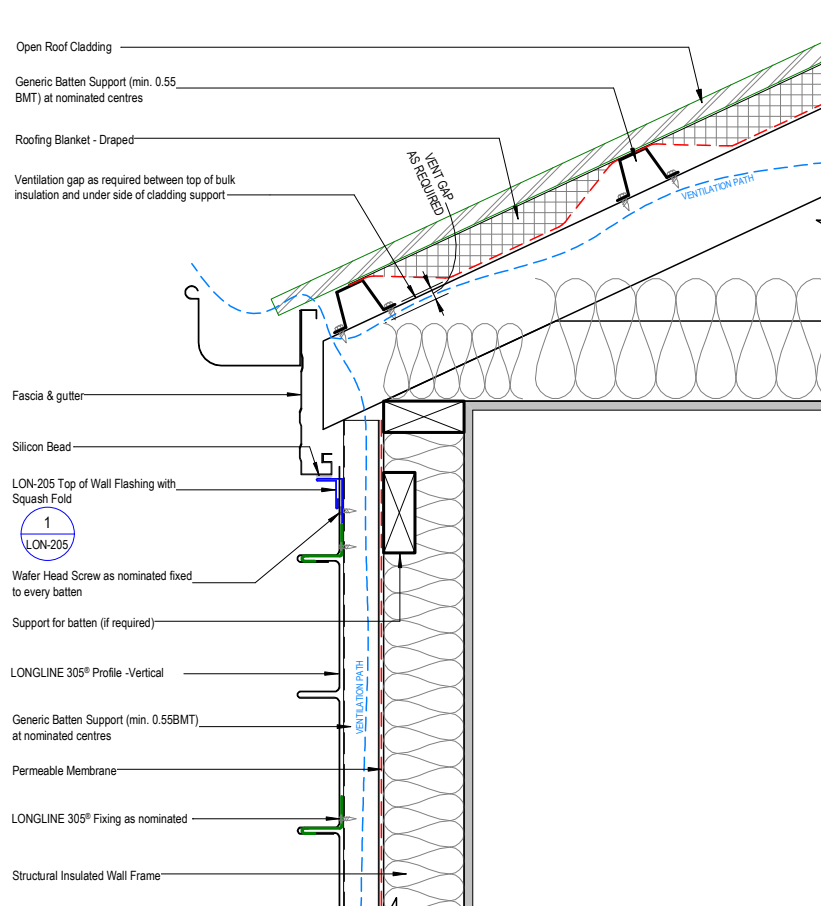 Open Roof Cladding
Generic Batten Support (min. 0.55
BMT) at nominated centres
Roofing Blanket - Draped
Ventilation gap as required between top of bulk
insulation and under side of cladding support
VENT GAP
AS REQUIRED
VENTILATION PATH
Fascia & gutter
Silicon Bead
LON-205 Top of Wall Flashing with
Squash Fold
1
LON-205
Wafer Head Screw as nominated fixed
to every batten
Support for batten (if required)
LONGLINE 305® Profile -Vertical
Generic Batten Support (min. 0.55BMT)
at nominated centres
VENTILATION PATH
Permeable Membrane
LONGLINE 305® Fixing as nominated
Structural Insulated Wall Frame